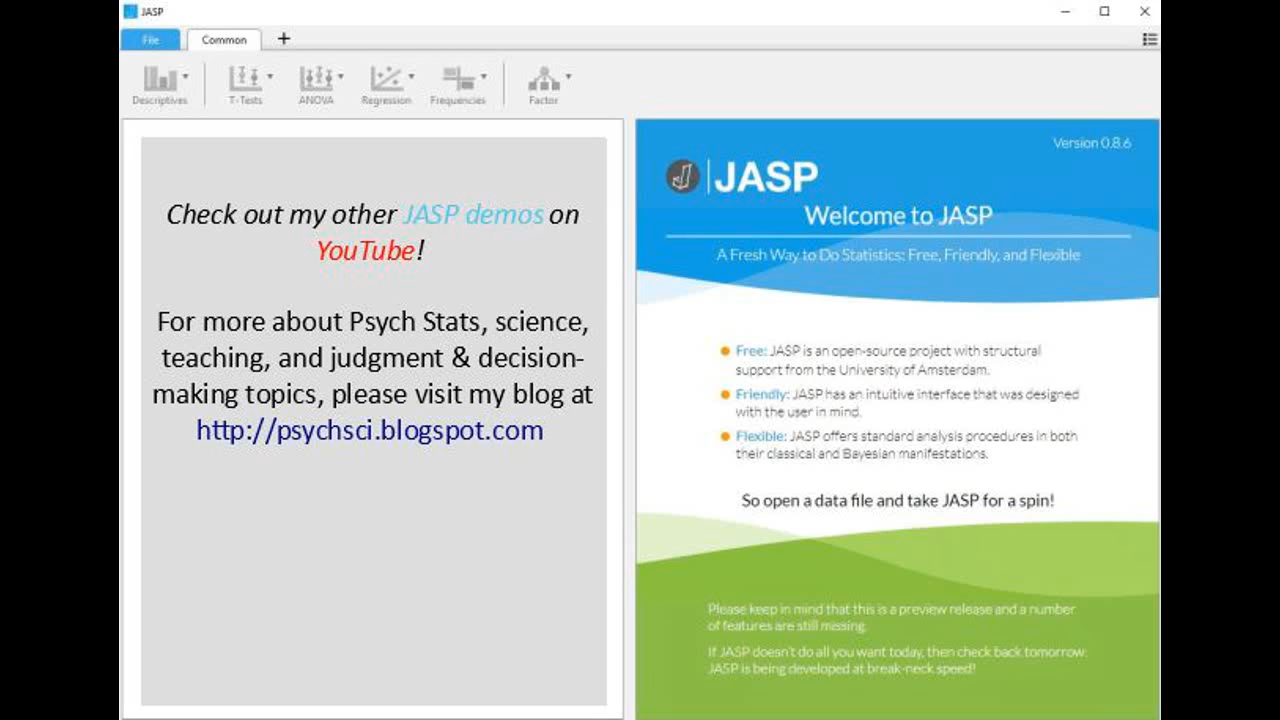 JASP
File
Common
+
Descriptives
T-Tests
ANOVA
Regression
Frequencies
Factor
Check out my other JASP demos on
YouTube!
For more about Psych Stats, science,
teaching, and judgment & decision-
making topics, please visit my blog at
http://psychsci.blogspot.com
Version 0.8.6
JASP
Welcome to JASP
A Fresh Way to Do Statistics: Free, Friendly, and Flexible
Free: JASP is an open-source project with structural
support from the University of Amsterdam.
Friendly: JASP has an intuitive interface that was designed
with the user in mind.
Flexible: JASP offers standard analysis procedures in both
their classical and Bayesian manifestations.
So open a data file and take JASP for a spin!
Please keep in mind that this is a preview release and a number
of features are still missing.
If JASP doesn't do all you want today, then check back tomorrow:
JASP is being developed at break-neck speed!